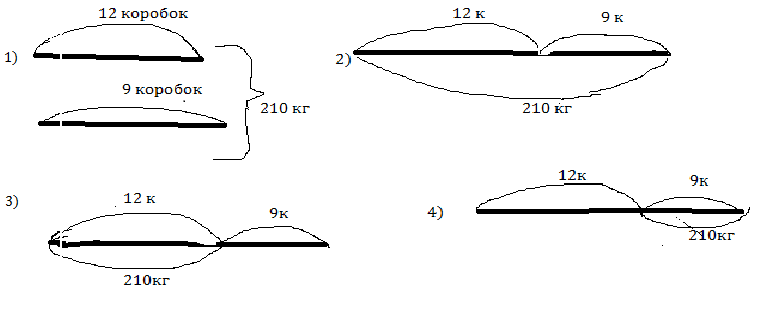 1)
12 коробок
9 коробок
210 кг
2)
12 к
9 к
210 кг
3)
12 к
9к
210кг
4)
12к
9к
210кг